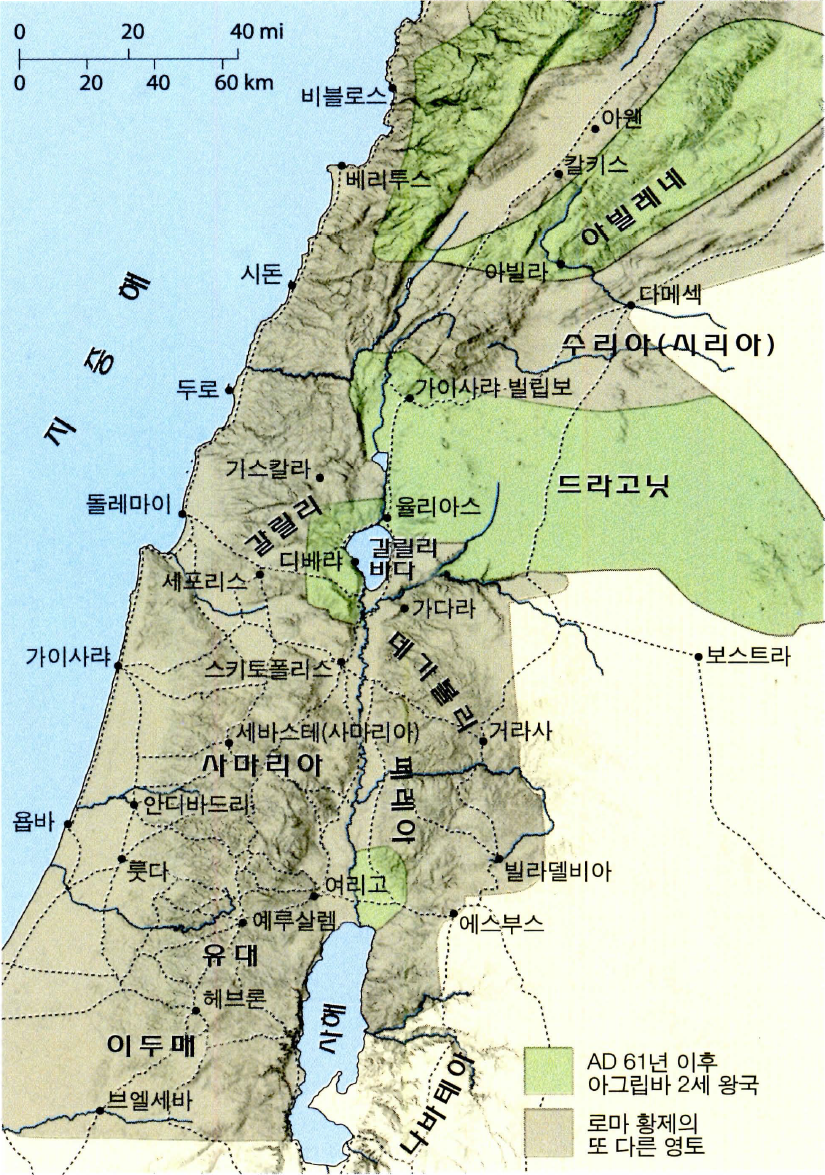 0 20 40 mi
0 20 40 60 km
비블로스
아웬
베리투스
칼키스
아빌레네
시돈
아빌라
다메섹
지중해
수리아(시리아)
두로
가이사랴 빌립보
기스칼라
드라고닛
돌레마이
율리아스
갈릴리
갈릴리
바다
디베랴
세포리스
가다라
가이사랴
스키토폴리스
데가볼리
보스트라
세바스테(사마리아)
거라사
사마리아
페레아
안디바드리
욥바
룻다
빌라델비아
여리고
예루살렘
에스부스
유대
헤브론
사해
이두매
나바테아
브엘세바
AD 61년 이후
아그립바 2세 왕국
로마 황제의
또 다른 영토